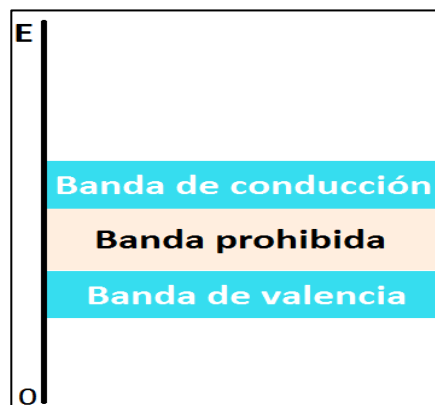 E
Banda de conducción
Banda prohibida
Banda de valencia
O